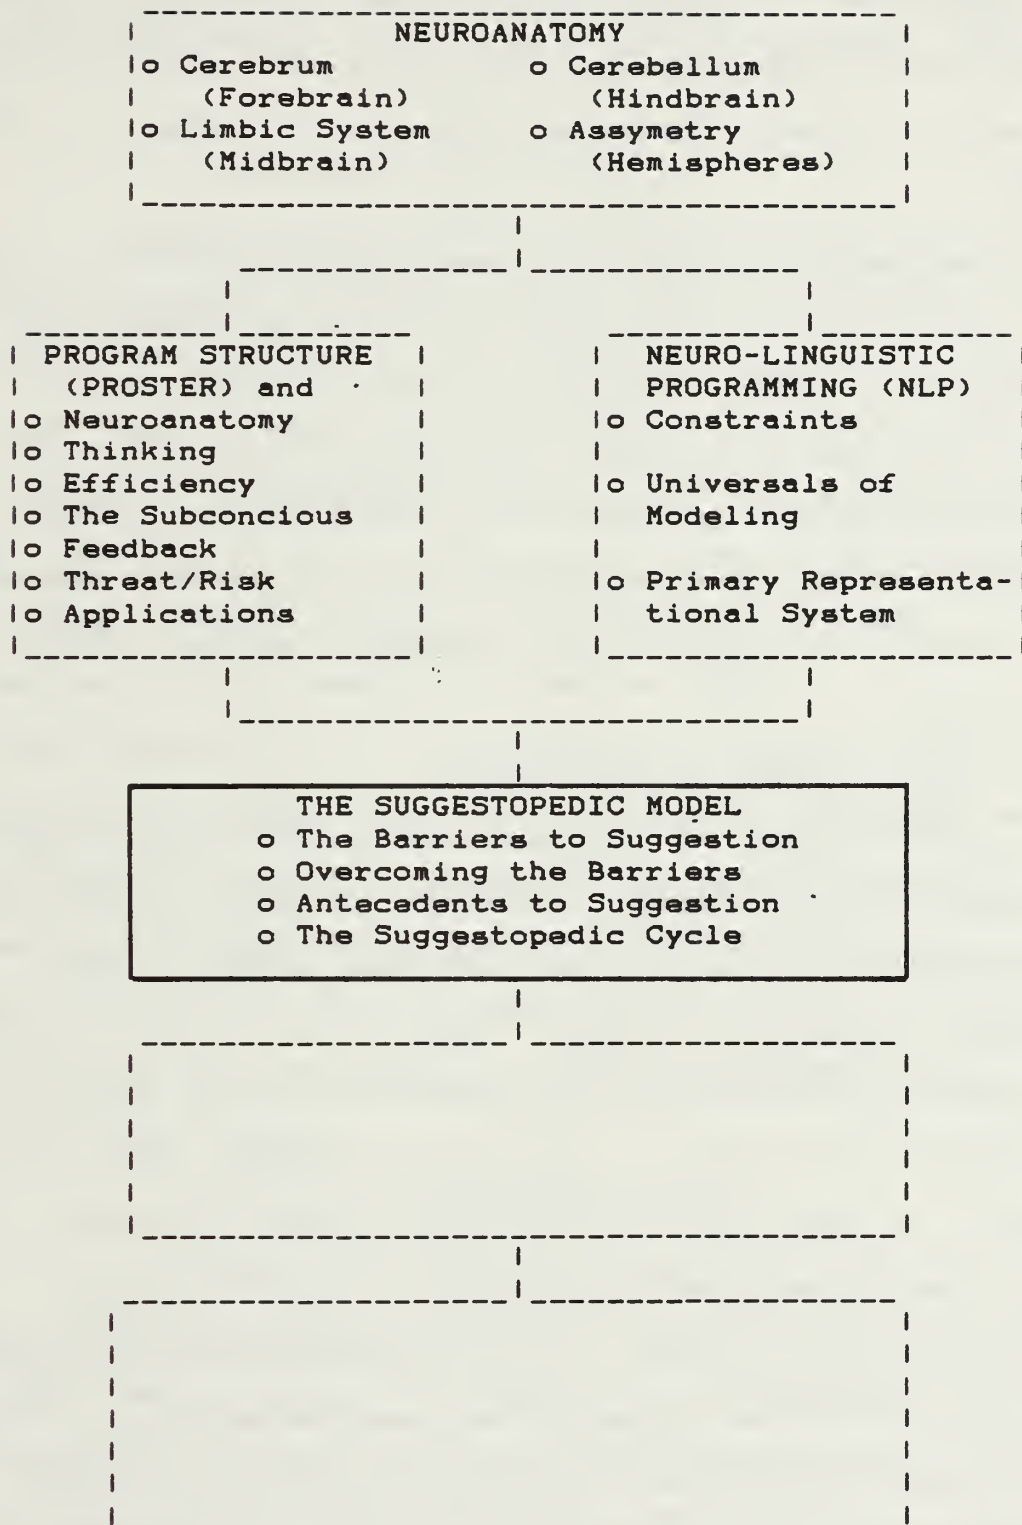 NEUROANATOMY
o Cerebrum o Cerebellum
(Forebrain) (Hindbrain)
o Limbic System o Assymetry
(Midbrain) (Hemispheres)
PROGRAM STRUCTURE
(PROSTER) and
o Neuroanatomy
o Thinking
o Efficiency
o The Subconcious
o Feedback
o Threat/Risk
o Applications
NEURO-LINGUISTIC
PROGRAMMING (NLP)
o Constraints
o Universals of
Modeling
o Primary Representa-
tional System
THE SUGGESTOPEDIC MODEL
o The Barriers to Suggestion
o Overcoming the Barriers
o Antecedents to Suggestion
o The Suggestopedic Cycle